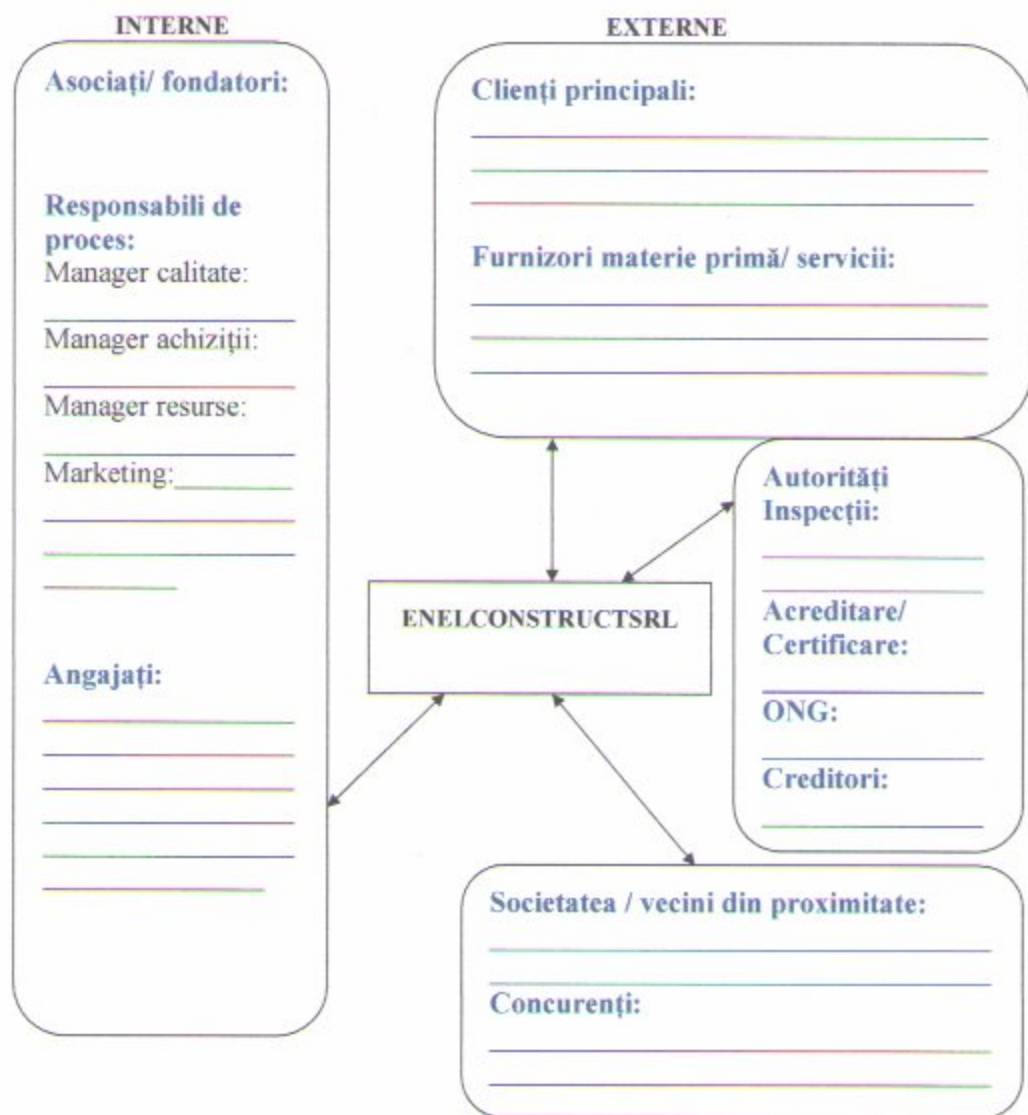 INTERNE
Asociați/ fondatori:
Responsabili de
proces:
Manager calitate:
Manager achiziții:
Manager resurse:
Marketing:
Angajați:
EXTERNE
Clienți principali:
Furnizori materie primă/ servicii:
Autorități
Inspecții:
Acreditare/
Certificare:
ONG:
Creditori:
ENELCONSTRUCTSRL
Societatea / vecini din proximitate:
Concurenți: